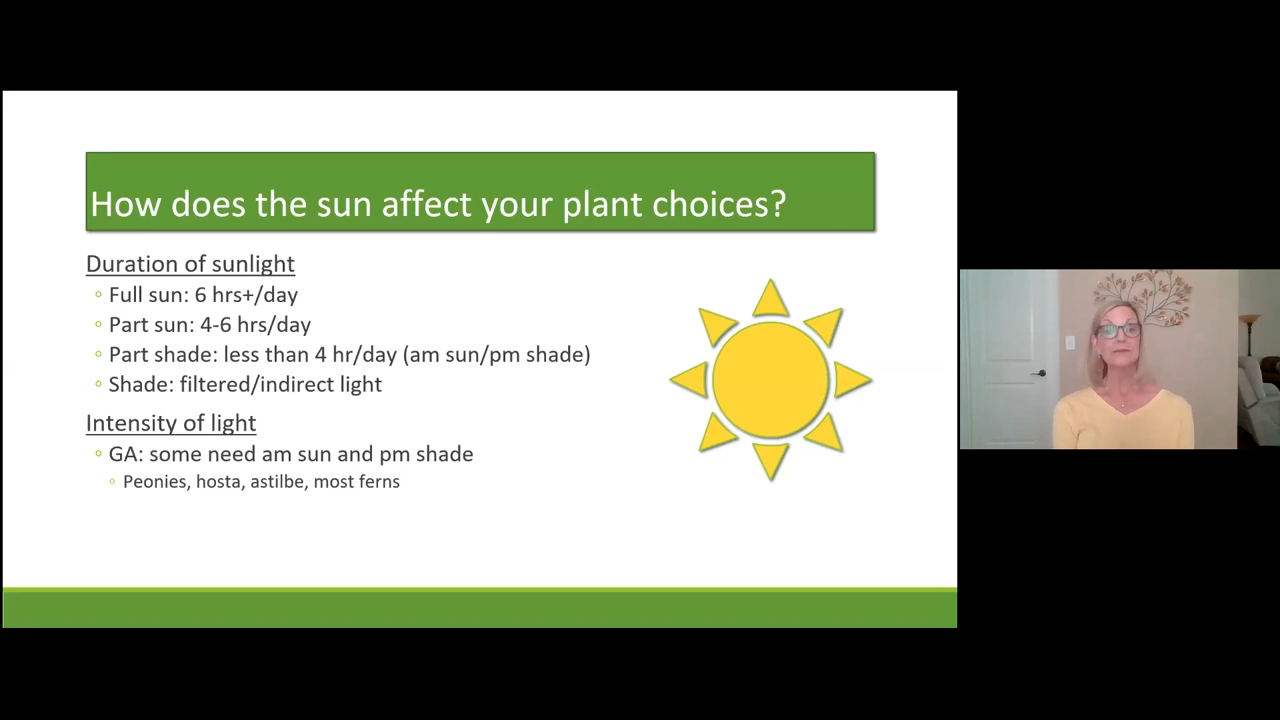 How does the sun affect your plant choices?
Duration of sunlight
◦ Full sun: 6 hrs+/day
◦ Part sun: 4-6 hrs/day
◦ Part shade: less than 4 hr/day (am sun/pm shade)
◦ Shade: filtered/indirect light
Intensity of light
◦ GA: some need am sun and pm shade
◦ Peonies, hosta, astilbe, most ferns